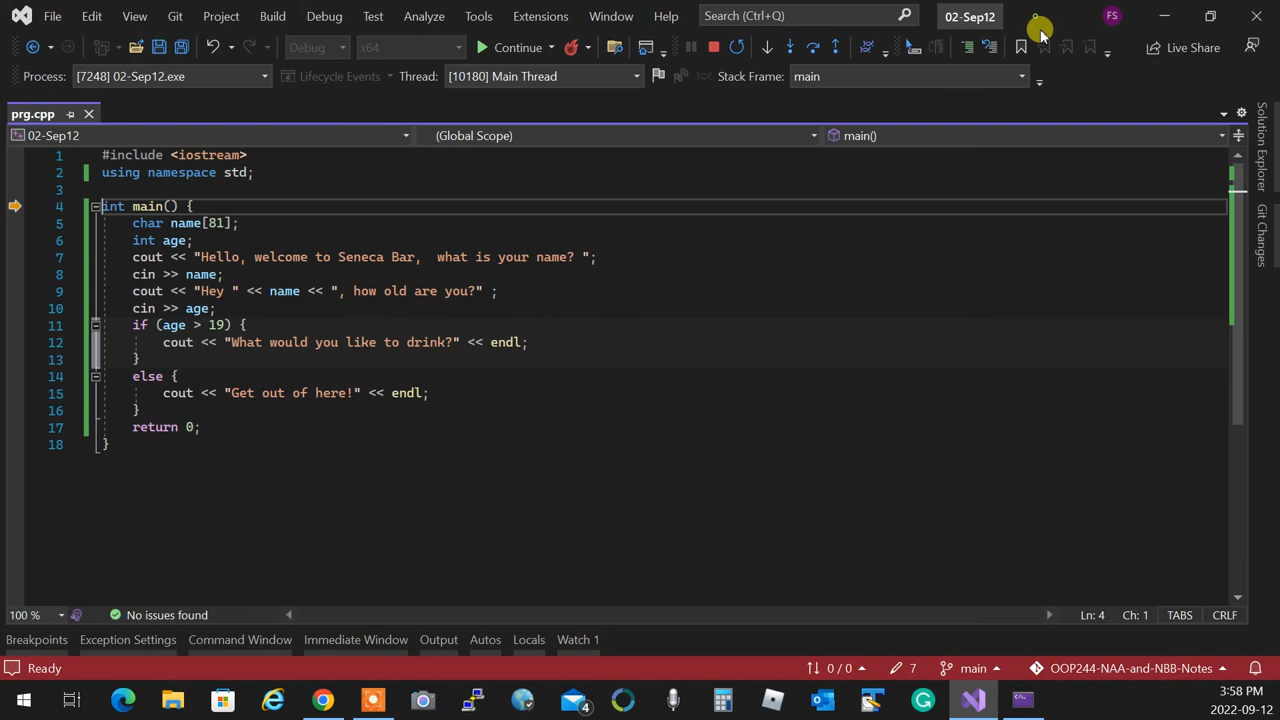 File Edit View Git Project Build Debug Test Analyze Tools Extensions Window Help Search (Ctrl+Q) 02-Sep12 FS
Debug x64 Continue Live Share
Process: [7248] 02-Sep12.exe Lifecycle Events Thread: [10180] Main Thread Stack Frame: main
prg.cpp
02-Sep12 (Global Scope) main()
1 #include <iostream>
2 using namespace std;
3
4 int main() {
5 char name[81];
6 int age;
7 cout << "Hello, welcome to Seneca Bar,  what is your name? ";
8 cin >> name;
9 cout << "Hey " << name << ", how old are you?" ;
10 cin >> age;
11 if (age > 19) {
12 cout << "What would you like to drink?" << endl;
13 }
14 else {
15 cout << "Get out of here!" << endl;
16 }
17 return 0;
18 }
Solution Explorer
Git Changes
100 % No issues found Ln: 4 Ch: 1 TABS CRLF
Breakpoints Exception Settings Command Window Immediate Window Output Autos Locals Watch 1
Ready 0 / 0 7 main OOP244-NAA-and-NBB-Notes
4
3:58 PM
2022-09-12